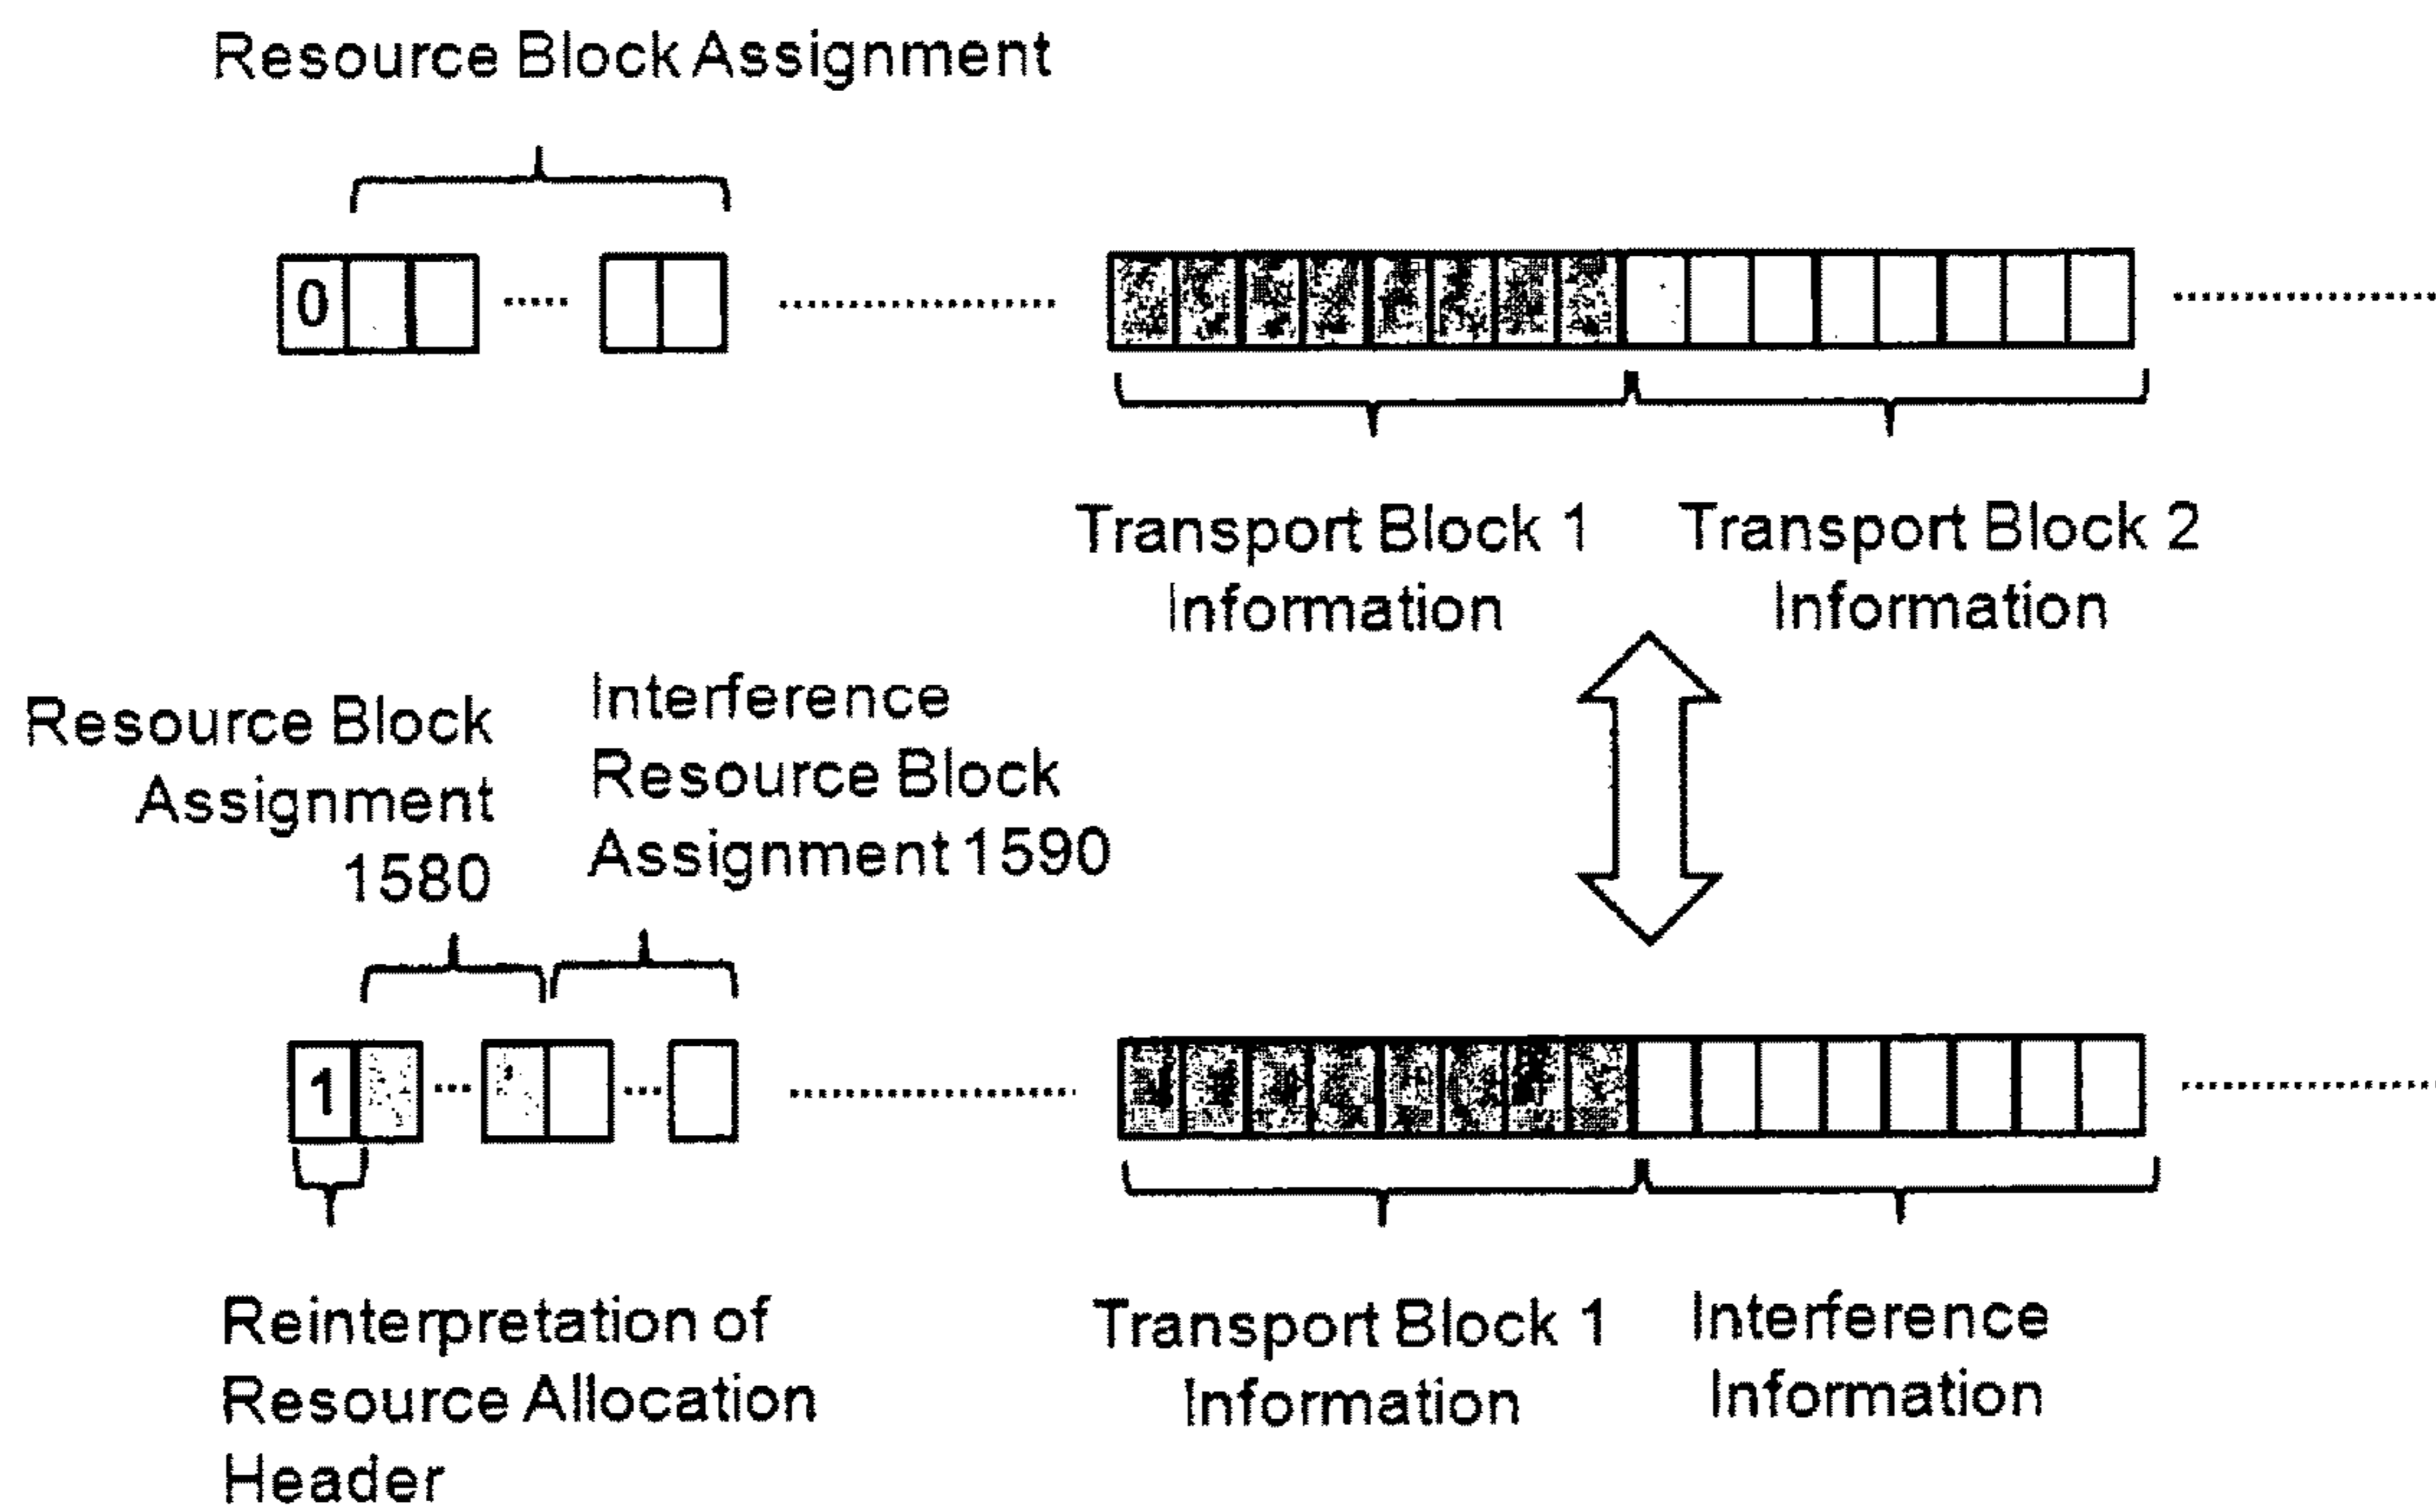 Resource Block Assignment
0
Transport Block 1
Information
Transport Block 2
Information
Resource Block
Assignment
1580
Interference
Resource Block
Assignment 1590
1
Reinterpretation of
Resource Allocation
Header
Transport Block 1
Information
Interference
Information